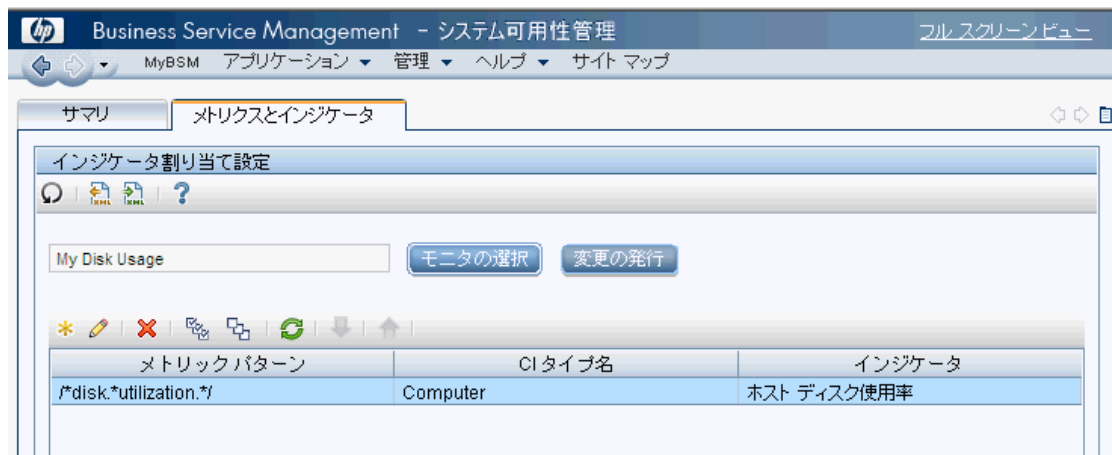 hp Business Service Management - システム可用性管理 フル スクリーン ビュー
MyBSM アプリケーション 管理 ヘルプ サイト マップ
サマリ メトリクスとインジケータ
インジケータ割り当て設定
XML XML ?
My Disk Usage モニタの選択 変更の発行
メトリック パターン CI タイプ名 インジケータ
/*disk.*utilization.*/ Computer ホスト ディスク使用率